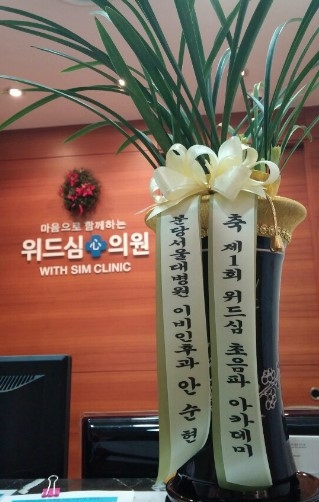 마음으로 함께하는
위드심 心 의원
WITH SIM CLINIC
분당서울대병원 이비인후과 안순현
축 제1회 위드심 초음파 아카데미